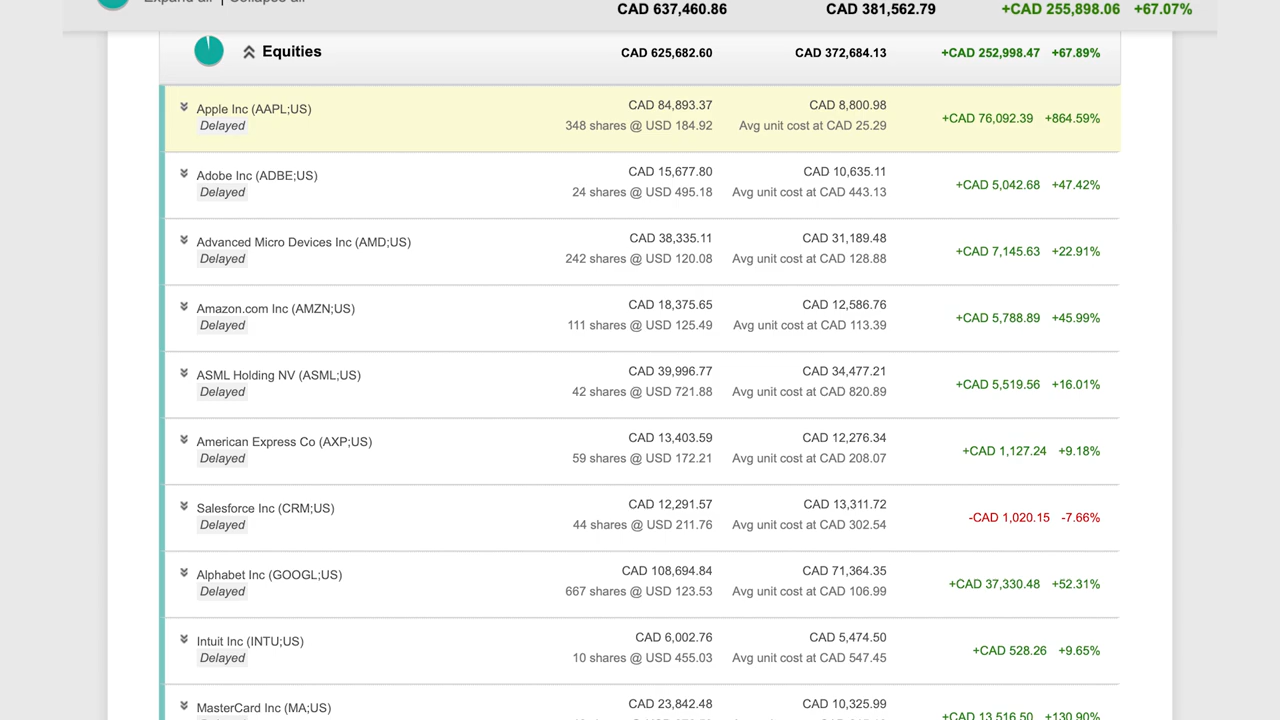 Expand all | Collapse all CAD 637,460.86 CAD 381,562.79 +CAD 255,898.06 +67.07%
Equities CAD 625,682.60 CAD 372,684.13 +CAD 252,998.47 +67.89%
Apple Inc (AAPL;US) CAD 84,893.37 CAD 8,800.98 +CAD 76,092.39 +864.59%
Delayed 348 shares @ USD 184.92 Avg unit cost at CAD 25.29
Adobe Inc (ADBE;US) CAD 15,677.80 CAD 10,635.11 +CAD 5,042.68 +47.42%
Delayed 24 shares @ USD 495.18 Avg unit cost at CAD 443.13
Advanced Micro Devices Inc (AMD;US) CAD 38,335.11 CAD 31,189.48 +CAD 7,145.63 +22.91%
Delayed 242 shares @ USD 120.08 Avg unit cost at CAD 128.88
Amazon.com Inc (AMZN;US) CAD 18,375.65 CAD 12,586.76 +CAD 5,788.89 +45.99%
Delayed 111 shares @ USD 125.49 Avg unit cost at CAD 113.39
ASML Holding NV (ASML;US) CAD 39,996.77 CAD 34,477.21 +CAD 5,519.56 +16.01%
Delayed 42 shares @ USD 721.88 Avg unit cost at CAD 820.89
American Express Co (AXP;US) CAD 13,403.59 CAD 12,276.34 +CAD 1,127.24 +9.18%
Delayed 59 shares @ USD 172.21 Avg unit cost at CAD 208.07
Salesforce Inc (CRM;US) CAD 12,291.57 CAD 13,311.72 -CAD 1,020.15 -7.66%
Delayed 44 shares @ USD 211.76 Avg unit cost at CAD 302.54
Alphabet Inc (GOOGL;US) CAD 108,694.84 CAD 71,364.35 +CAD 37,330.48 +52.31%
Delayed 667 shares @ USD 123.53 Avg unit cost at CAD 106.99
Intuit Inc (INTU;US) CAD 6,002.76 CAD 5,474.50 +CAD 528.26 +9.65%
Delayed 10 shares @ USD 455.03 Avg unit cost at CAD 547.45
MasterCard Inc (MA;US) CAD 23,842.48 CAD 10,325.99 +CAD 13,516.50 +130.90%